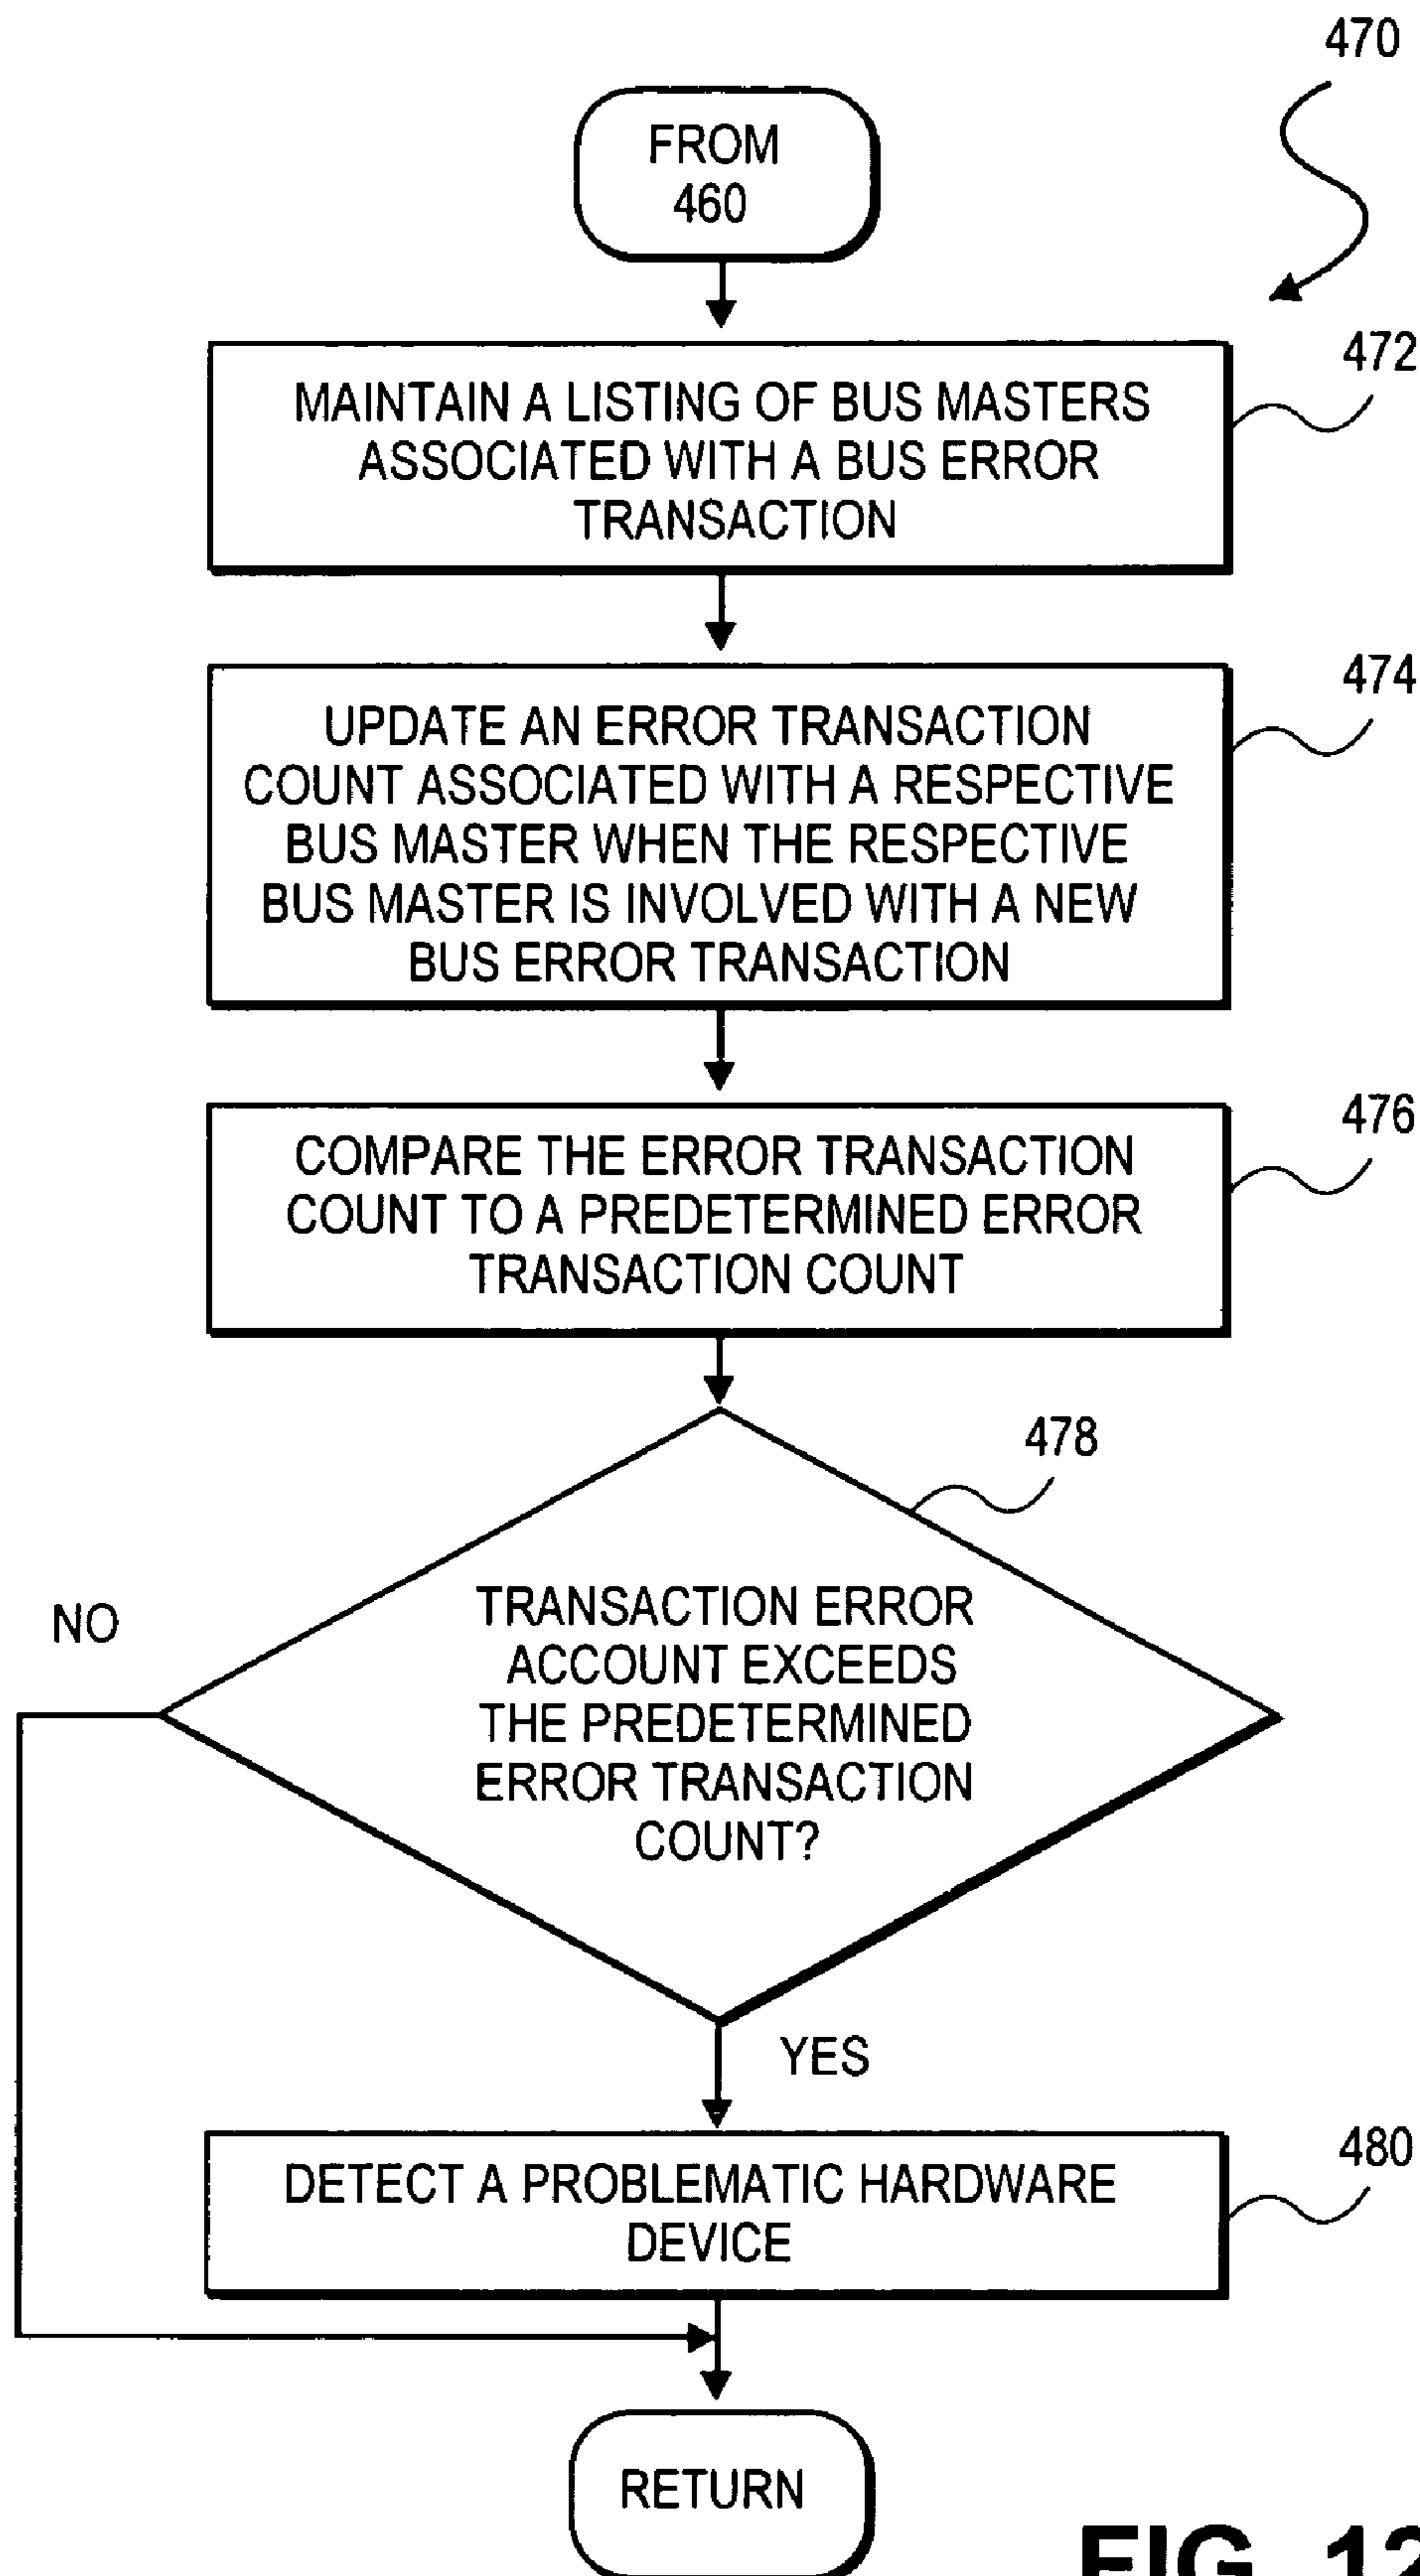 470
FROM
460
472
MAINTAIN A LISTING OF BUS MASTERS
ASSOCIATED WITH A BUS ERROR
TRANSACTION
474
UPDATE AN ERROR TRANSACTION
COUNT ASSOCIATED WITH A RESPECTIVE
BUS MASTER WHEN THE RESPECTIVE
BUS MASTER IS INVOLVED WITH A NEW
BUS ERROR TRANSACTION
476
COMPARE THE ERROR TRANSACTION
COUNT TO A PREDETERMINED ERROR
TRANSACTION COUNT
478
NO
TRANSACTION ERROR
ACCOUNT EXCEEDS
THE PREDETERMINED
ERROR TRANSACTION
COUNT?
YES
480
DETECT A PROBLEMATIC HARDWARE
DEVICE
RETURN
FIG. 12